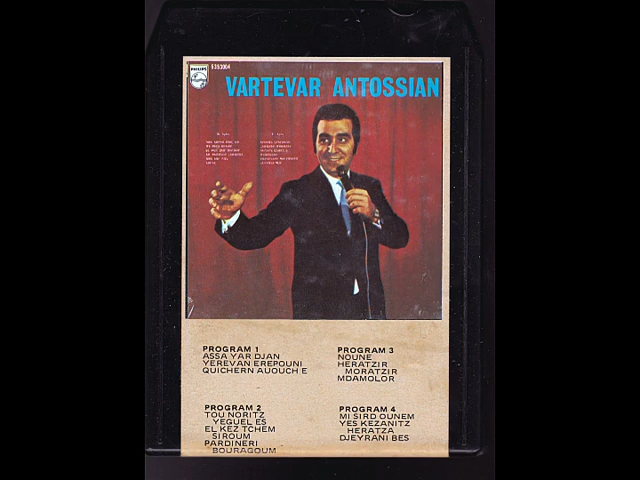 PHILIPS
VARTEVAR ANTOSSIAN
PROGRAM 1
ASSA YAR DJAN
YEREVAN EREPOUNI
QUICHERN AUOUCH E
PROGRAM 2
TOU NORITZ
YEGUEL ES
EL KEZ TCHEM
SIROUM
PARDINERI
BOURAGOUM
PROGRAM 3
NOUNE
HERATZIR
MORATZIR
MDAMOLOR
PROGRAM 4
MI SIRD OUNEM
YES KEZANITZ
HERATZA
DJEYRANI BES